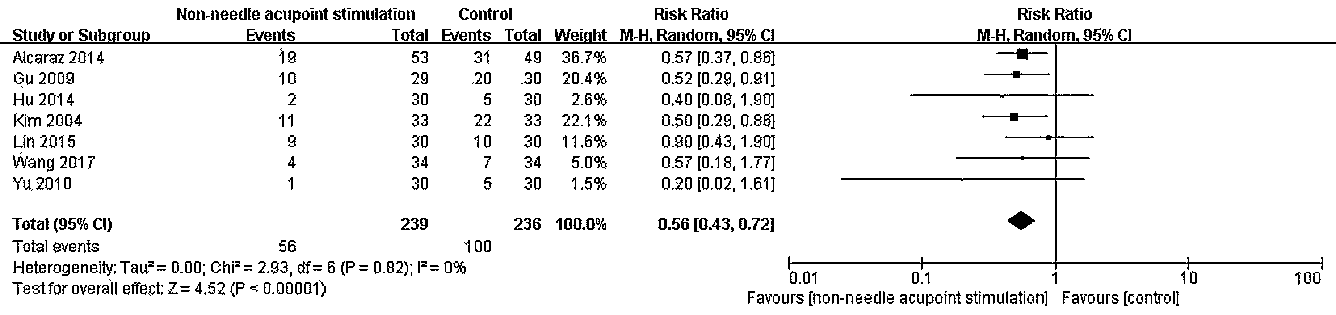 Non-needle acupoint stimulation Control Risk Ratio Risk Ratio
Study or Subgroup Events Total Events Total Weight M-H, Random, 95% CI M-H, Random, 95% CI
Alcaraz 2014 19 53 31 49 36.7% 0.57 [0.37, 0.86]
Gu 2009 10 29 20 30 20.4% 0.52 [0.29, 0.91]
Hu 2014 2 30 5 30 2.6% 0.40 [0.08, 1.90]
Kim 2004 11 33 22 33 22.1% 0.50 [0.29, 0.86]
Lin 2015 9 30 10 30 11.6% 0.90 [0.43, 1.90]
Wang 2017 4 34 7 34 5.0% 0.57 [0.18, 1.77]
Yu 2010 1 30 5 30 1.5% 0.20 [0.02, 1.61]
Total (95% CI) 239 236 100.0% 0.56 [0.43, 0.72]
Total events 56 100
Heterogeneity: Tau² = 0.00; Chi² = 2.93, df = 6 (P = 0.82); I² = 0%
Test for overall effect: Z = 4.52 (P < 0.00001)
0.01 0.1 1 10 100
Favours [non-needle acupoint stimulation] Favours [control]